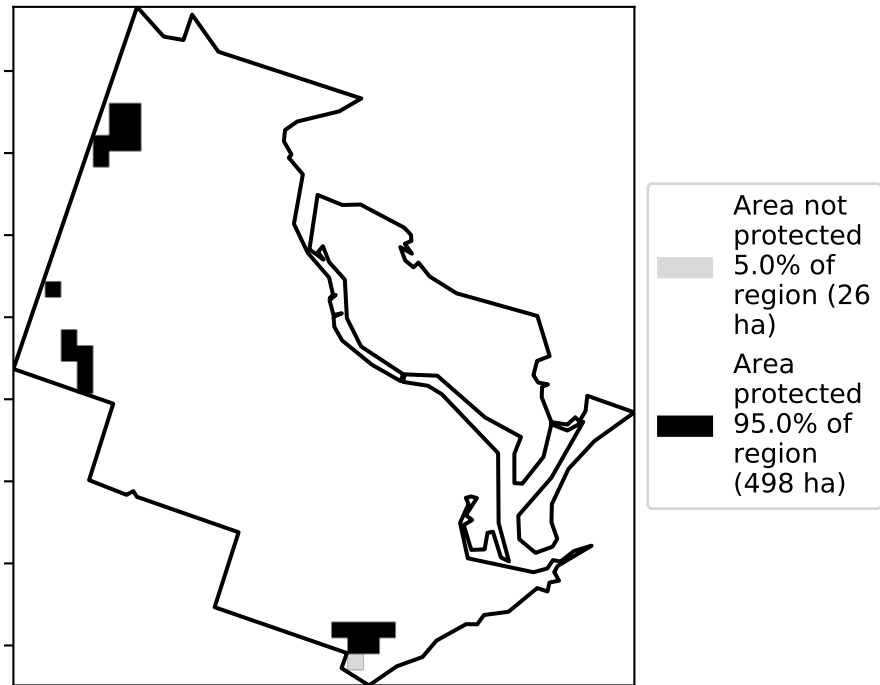 Area not
protected
5.0% of
region (26
ha)
Area
protected
95.0% of
region
(498 ha)